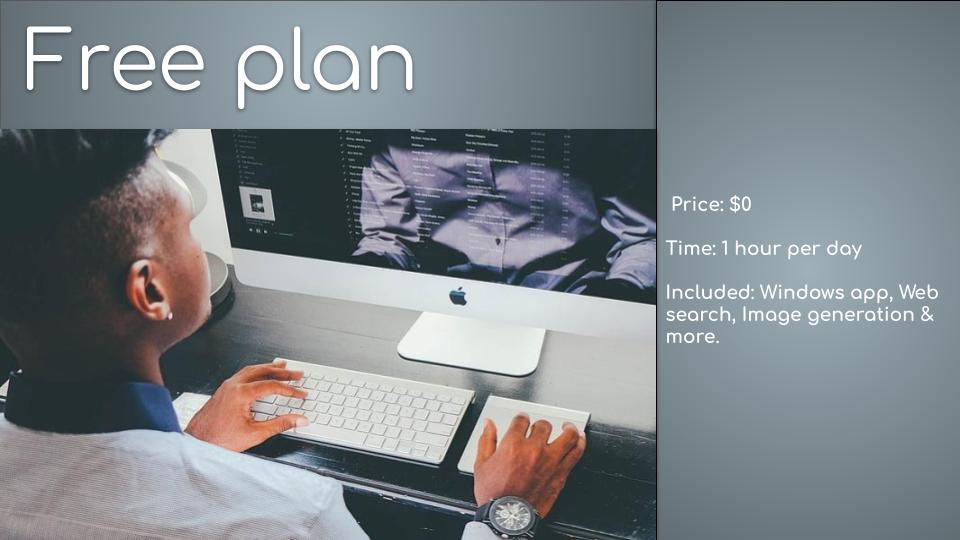 Free plan
Price: $0
Time: 1 hour per day
Included: Windows app, Web
search, Image generation &
more.